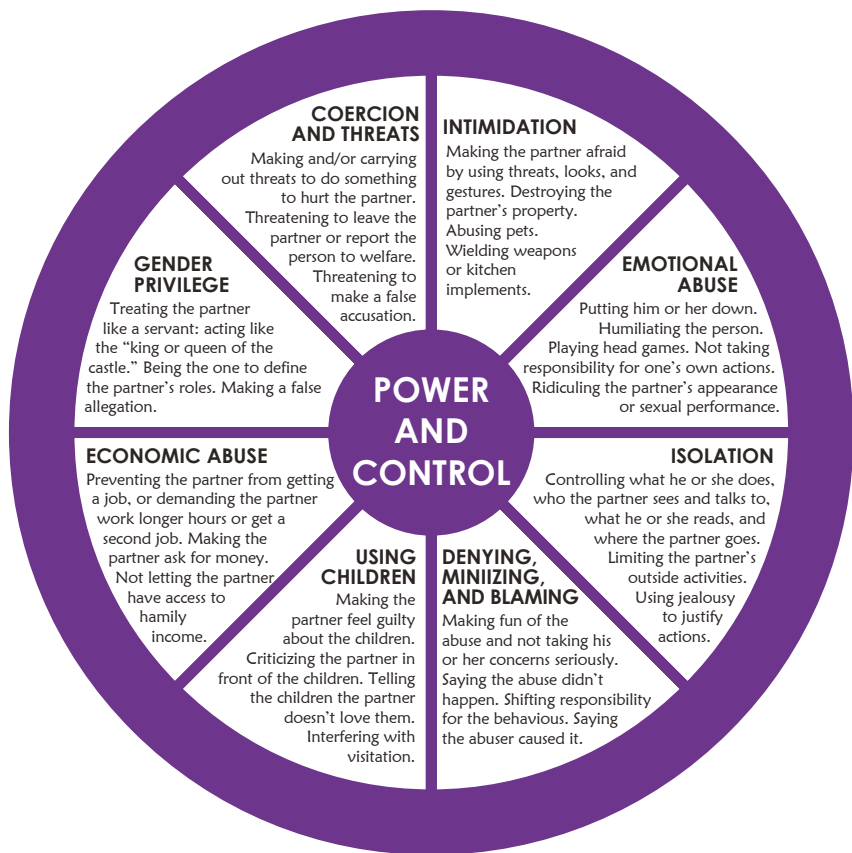 COERCION
AND THREATS
Making and/or carrying
out threats to do something
to hurt the partner.
Threatening to leave the
partner or report the
person to welfare.
Threatening to
make a false
accusation.
INTIMIDATION
Making the partner afraid
by using threats, looks, and
gestures. Destroying the
partner’s property.
Abusing pets.
Wielding weapons
or kitchen
implements.
EMOTIONAL
ABUSE
Putting him or her down.
Humiliating the person.
Playing head games. Not taking
responsibility for one’s own actions.
Ridiculing the partner’s appearance
or sexual performance.
ISOLATION
Controlling what he or she does,
who the partner sees and talks to,
what he or she reads, and
where the partner goes.
Limiting the partner’s
outside activities.
Using jealousy
to justify
actions.
DENYING,
MINIIZING,
AND BLAMING
Making fun of the
abuse and not taking his
or her concerns seriously.
Saying the abuse didn’t
happen. Shifting responsibility
for the behavious. Saying
the abuser caused it.
USING
CHILDREN
Making the
partner feel guilty
about the children.
Criticizing the partner in
front of the children. Telling
the children the partner
doesn’t love them.
Interfering with
visitation.
ECONOMIC ABUSE
Preventing the partner from getting
a job, or demanding the partner
work longer hours or get a
second job. Making the
partner ask for money.
Not letting the partner
have access to
hamily
income.
GENDER
PRIVILEGE
Treating the partner
like a servant: acting like
the “king or queen of the
castle.” Being the one to define
the partner’s roles. Making a false
allegation.
POWER
AND
CONTROL